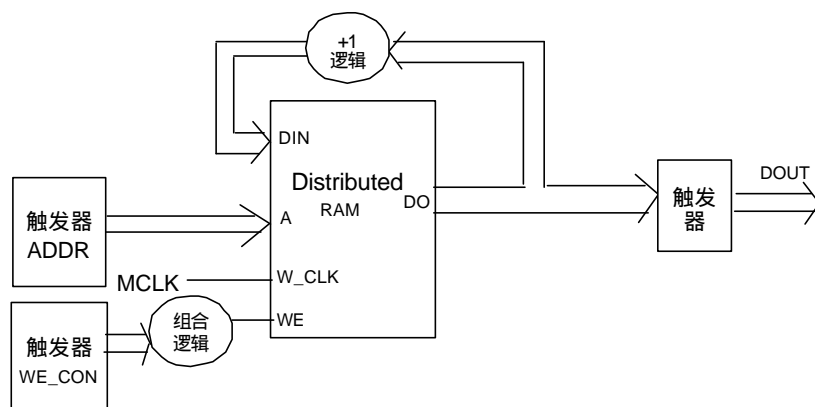 +1
逻辑
DIN
Distributed
RAM
DO
A
W_CLK
WE
触发器
ADDR
MCLK
触发器
WE_CON
组合
逻辑
触发
器
DOUT